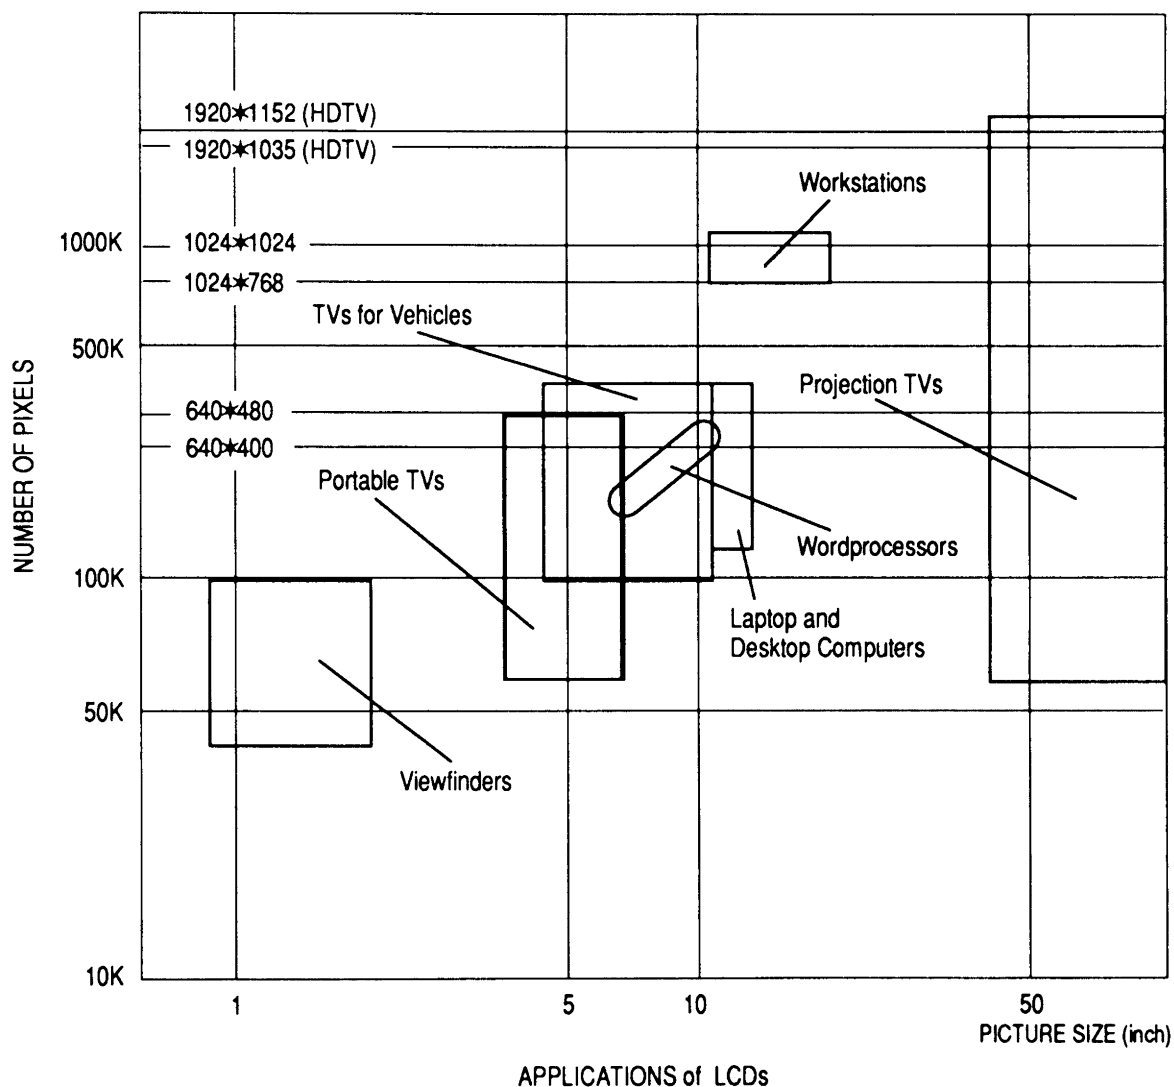 1920*1152 (HDTV)
1920*1035 (HDTV)
Workstations
1000K
1024*1024
1024*768
TVs for Vehicles
500K
Projection TVs
640*480
640*400
Portable TVs
NUMBER OF PIXELS
Wordprocessors
100K
Laptop and
Desktop Computers
50K
Viewfinders
10K
1
5
10
50
PICTURE SIZE (inch)
APPLICATIONS of LCDs